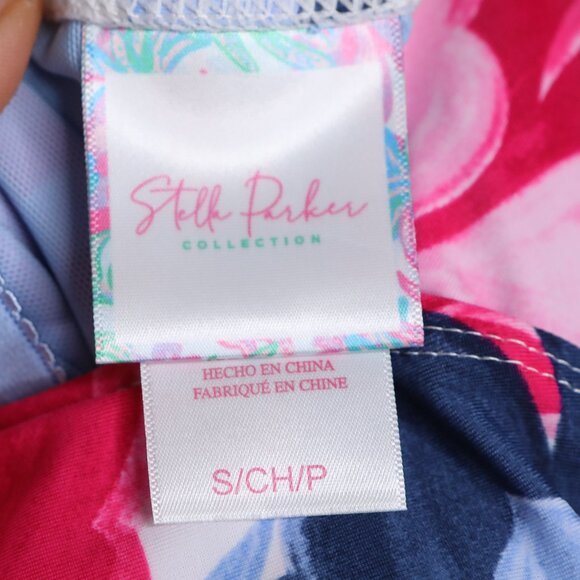 Stella Parker
COLLECTION
HECHO EN CHINA
FABRIQUÉ EN CHINE
S/CH/P